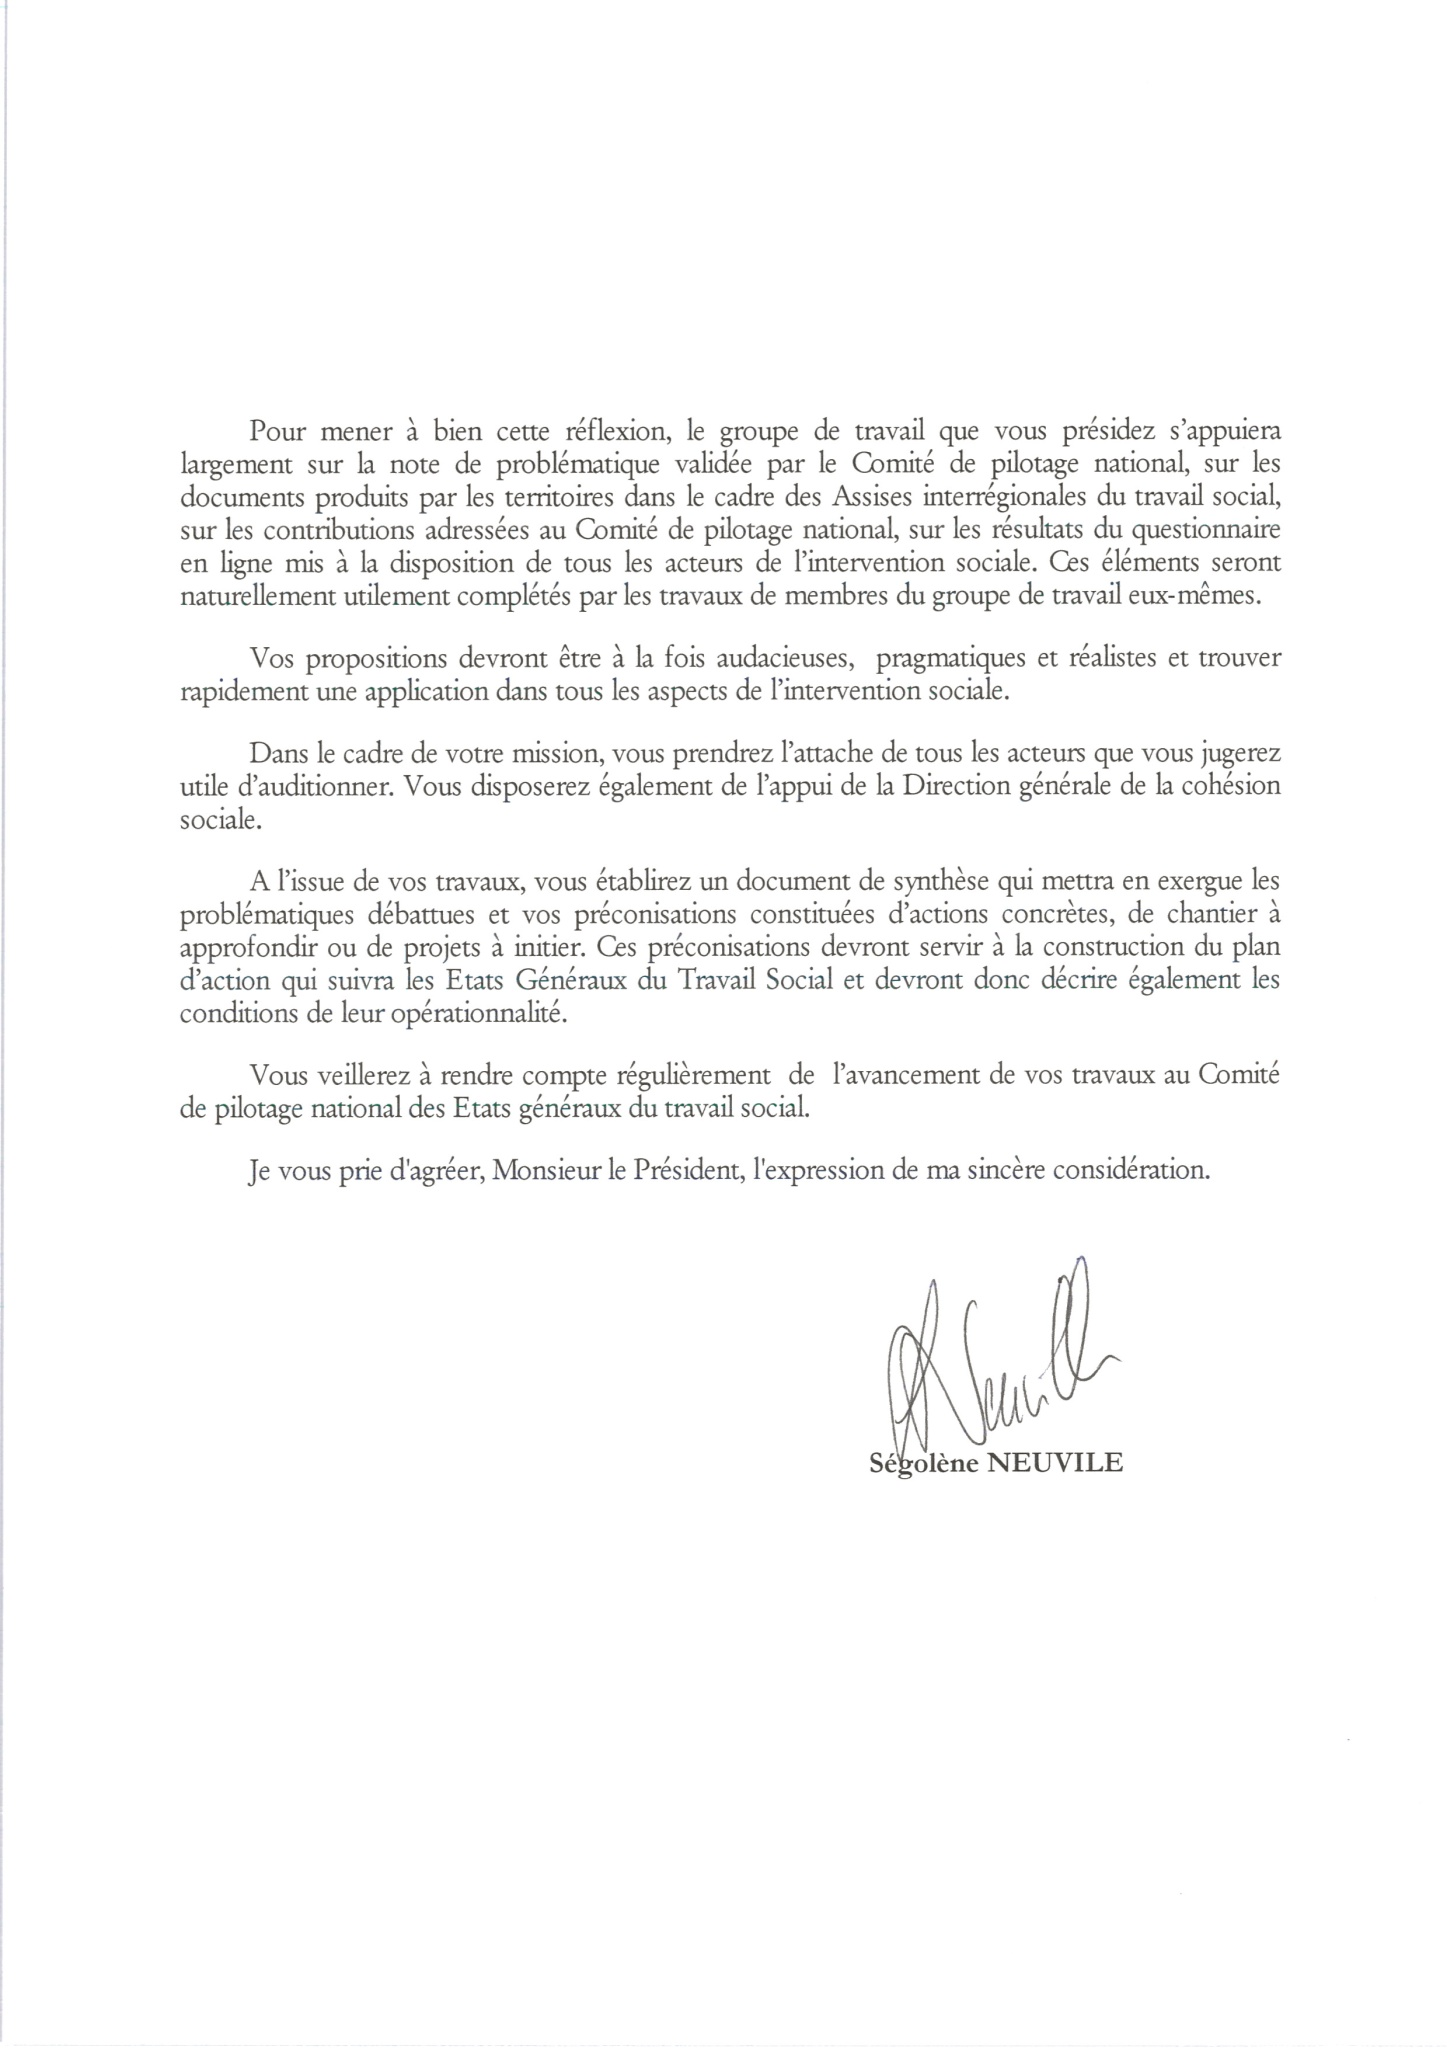 Pour mener à bien cette réflexion, le groupe de travail que vous présidez s’appuiera
largement sur la note de problématique validée par le Comité de pilotage national, sur les
documents produits par les territoires dans le cadre des Assises interrégionales du travail social,
sur les contributions adressées au Comité de pilotage national, sur les résultats du questionnaire
en ligne mis à la disposition de tous les acteurs de l’intervention sociale. Ces éléments seront
naturellement utilement complétés par les travaux de membres du groupe de travail eux-mêmes.
Vos propositions devront être à la fois audacieuses, pragmatiques et réalistes et trouver
rapidement une application dans tous les aspects de l’intervention sociale.
Dans le cadre de votre mission, vous prendrez l’attache de tous les acteurs que vous jugerez
utile d’auditionner. Vous disposerez également de l’appui de la Direction générale de la cohésion
sociale.
A l’issue de vos travaux, vous établirez un document de synthèse qui mettra en exergue les
problématiques débattues et vos préconisations constituées d’actions concrètes, de chantier à
approfondir ou de projets à initier. Ces préconisations devront servir à la construction du plan
d’action qui suivra les Etats Généraux du Travail Social et devront donc décrire également les
conditions de leur opérationnalité.
Vous veillerez à rendre compte régulièrement de l’avancement de vos travaux au Comité
de pilotage national des Etats généraux du travail social.
Je vous prie d'agréer, Monsieur le Président, l'expression de ma sincère considération.
Ségolène NEUVILE